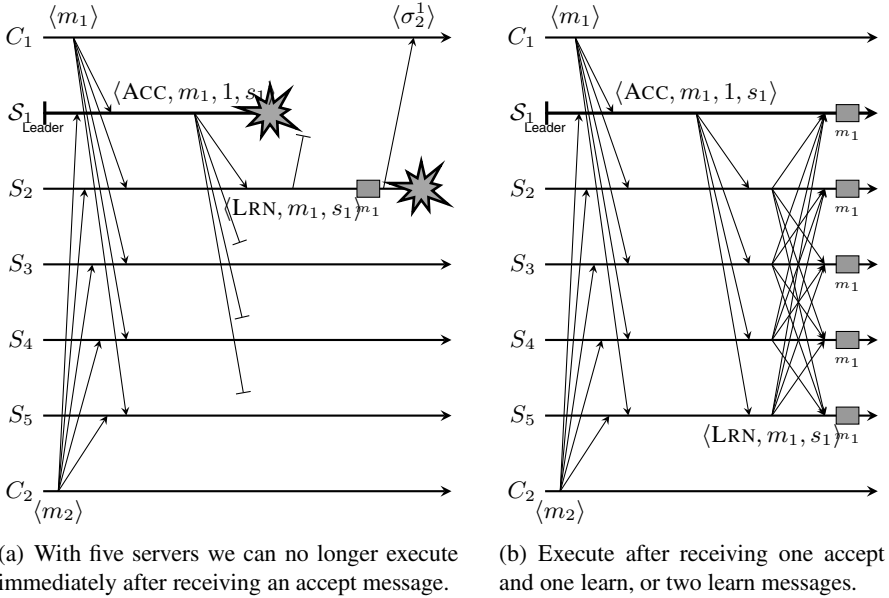 ⟨m₁⟩ ⟨σ₂¹⟩ ⟨m₁⟩
C₁ C₁
⟨ACC, m₁, 1, s₁⟩ ⟨ACC, m₁, 1, s₁⟩
S₁ S₁
Leader Leader m₁
S₂ S₂
⟨LRN, m₁, s₁⟩ m₁ m₁
S₃ S₃
m₁
S₄ S₄
m₁
S₅ S₅
⟨LRN, m₁, s₁⟩ m₁
C₂ C₂
⟨m₂⟩ ⟨m₂⟩
(a) With five servers we can no longer execute
immediately after receiving an accept message.
(b) Execute after receiving one accept
and one learn, or two learn messages.